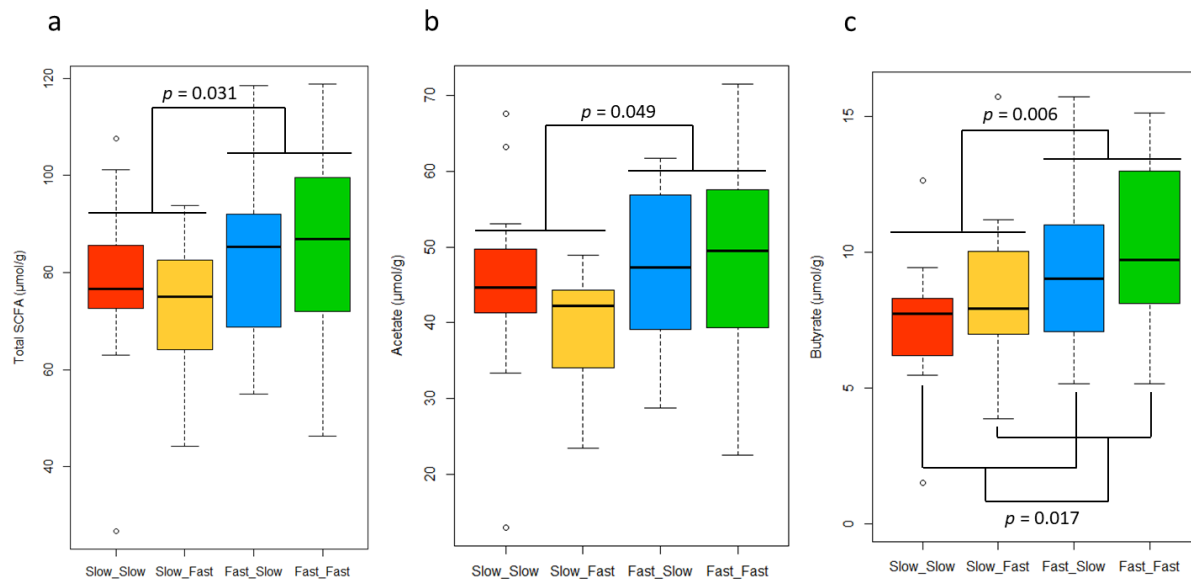 a
Total SCFA (μmol/g)
120
100
80
60
40
p = 0.031
Slow_Slow Slow_Fast Fast_Slow Fast_Fast
b
Acetate (μmol/g)
70
60
50
40
30
20
p = 0.049
Slow_Slow Slow_Fast Fast_Slow Fast_Fast
c
Butyrate (μmol/g)
15
10
5
0
p = 0.006
p = 0.017
Slow_Slow Slow_Fast Fast_Slow Fast_Fast